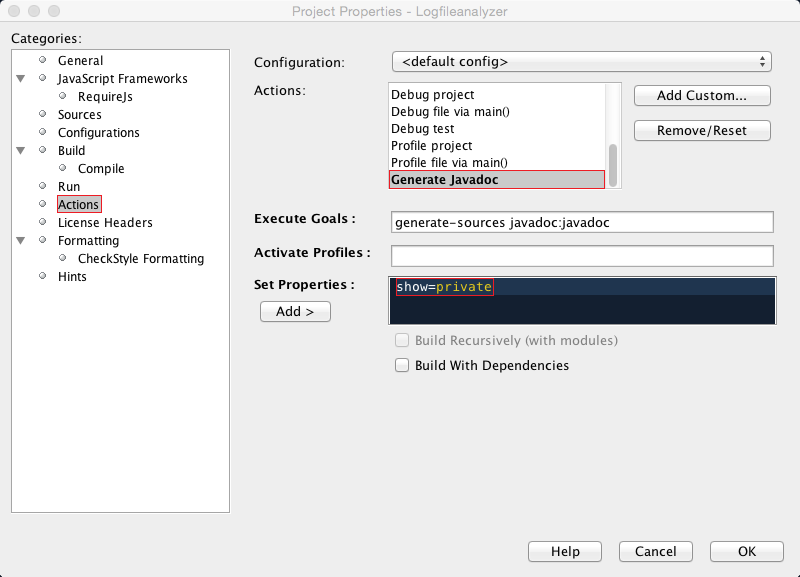 Project Properties - Logfileanalyzer
Categories:
General
JavaScript Frameworks
RequireJs
Sources
Configurations
Build
Compile
Run
Actions
License Headers
Formatting
CheckStyle Formatting
Hints
Configuration:
<default config>
Actions:
Debug project
Debug file via main()
Debug test
Profile project
Profile file via main()
Generate Javadoc
Add Custom...
Remove/Reset
Execute Goals :
generate-sources javadoc:javadoc
Activate Profiles :
Set Properties :
show=private
Add >
Build Recursively (with modules)
Build With Dependencies
Help
Cancel
OK